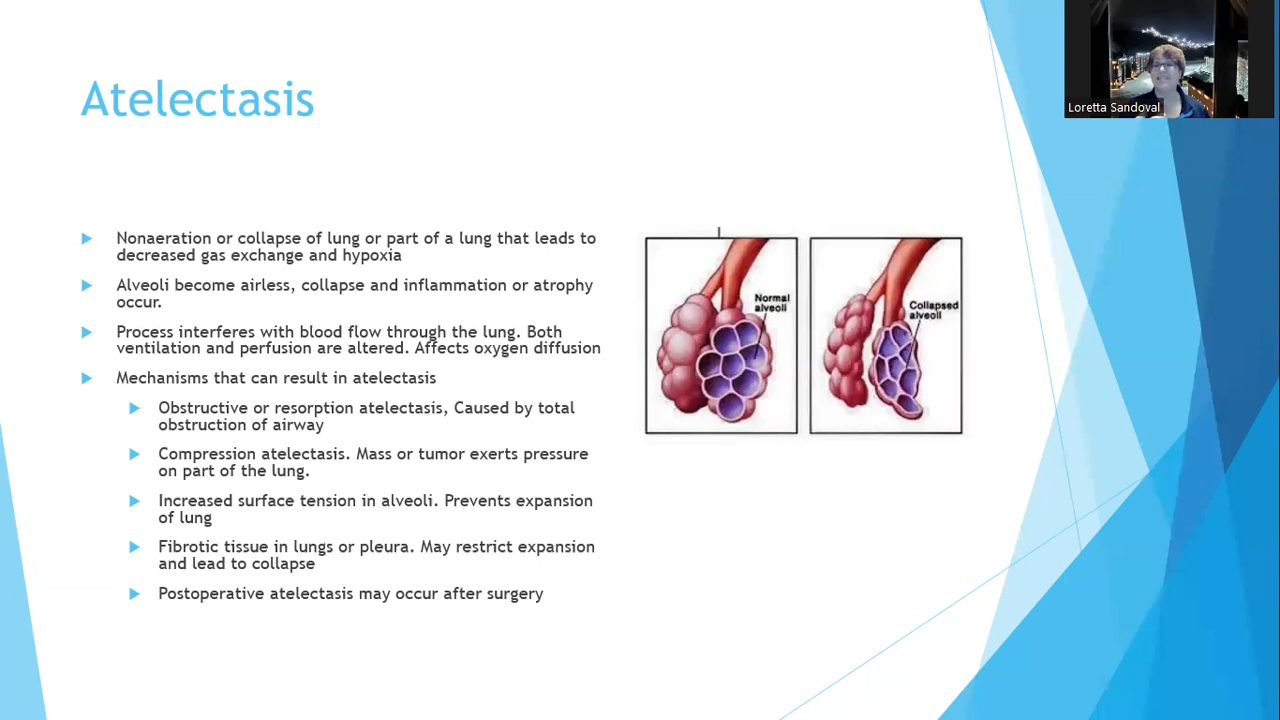 Atelectasis
Loretta Sandoval
Nonaeration or collapse of lung or part of a lung that leads to
decreased gas exchange and hypoxia
Alveoli become airless, collapse and inflammation or atrophy
occur.
Process interferes with blood flow through the lung. Both
ventilation and perfusion are altered. Affects oxygen diffusion
Mechanisms that can result in atelectasis
Obstructive or resorption atelectasis, Caused by total
obstruction of airway
Compression atelectasis. Mass or tumor exerts pressure
on part of the lung.
Increased surface tension in alveoli. Prevents expansion
of lung
Fibrotic tissue in lungs or pleura. May restrict expansion
and lead to collapse
Postoperative atelectasis may occur after surgery
Normal
alveoli
Collapsed
alveoli